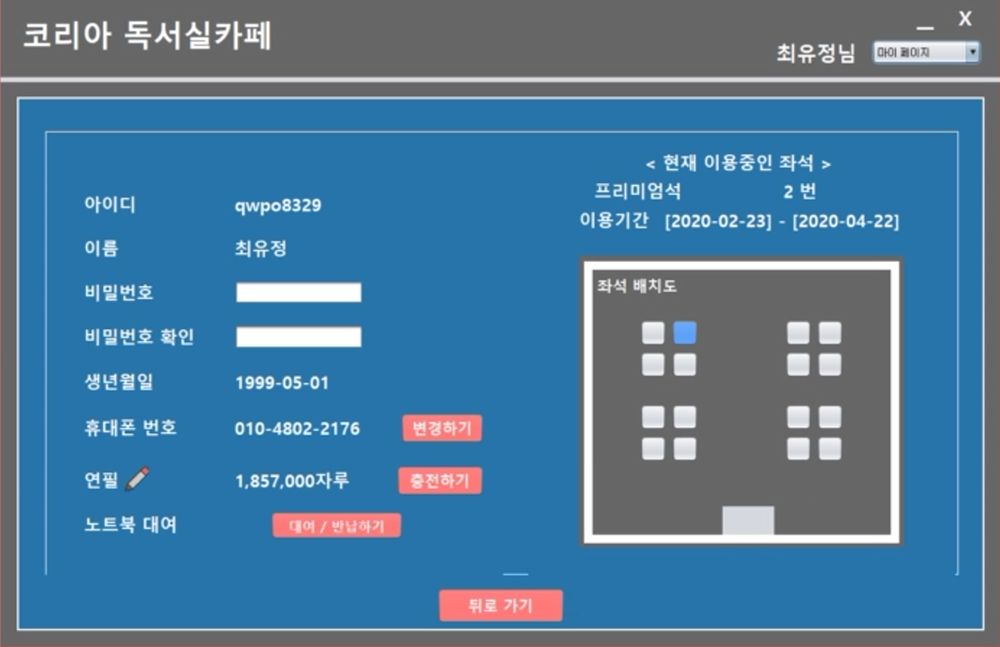 코리아 독서실카페
_ X
최유정님 마이 페이지
< 현재 이용중인 좌석 >
프리미엄석 2 번
이용기간 [2020-02-23] - [2020-04-22]
아이디 qwpo8329
이름 최유정
비밀번호
비밀번호 확인
생년월일 1999-05-01
휴대폰 번호 010-4802-2176 변경하기
연필 1,857,000자루 충전하기
노트북 대여 대여 / 반납하기
좌석 배치도
뒤로 가기